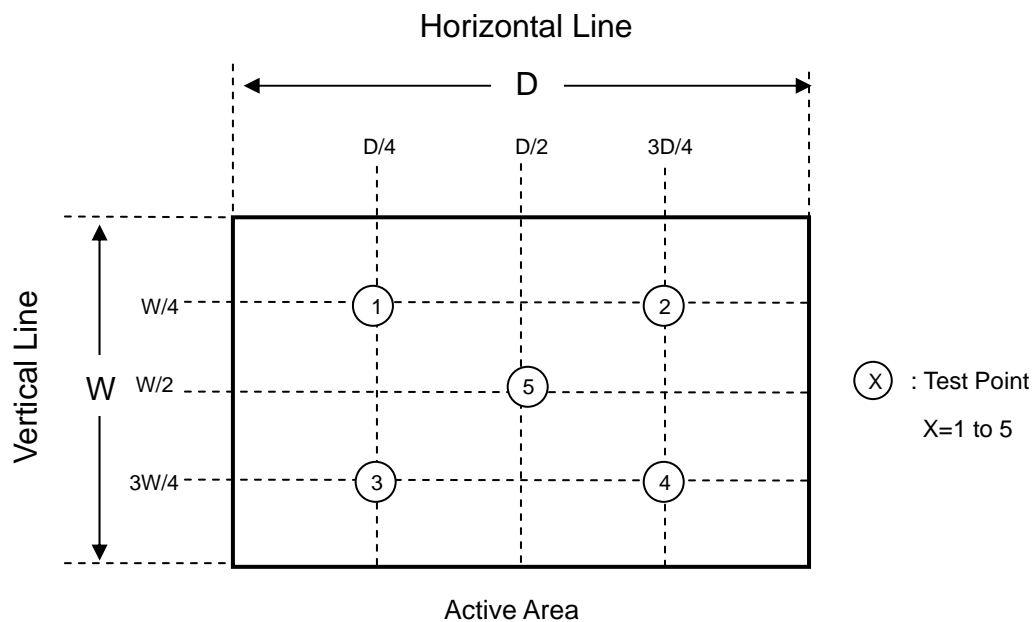 Horizontal Line
D
D/4 D/2 3D/4
Vertical Line
W
W/4
W/2
3W/4
1 2
5
3 4
X : Test Point
X=1 to 5
Active Area